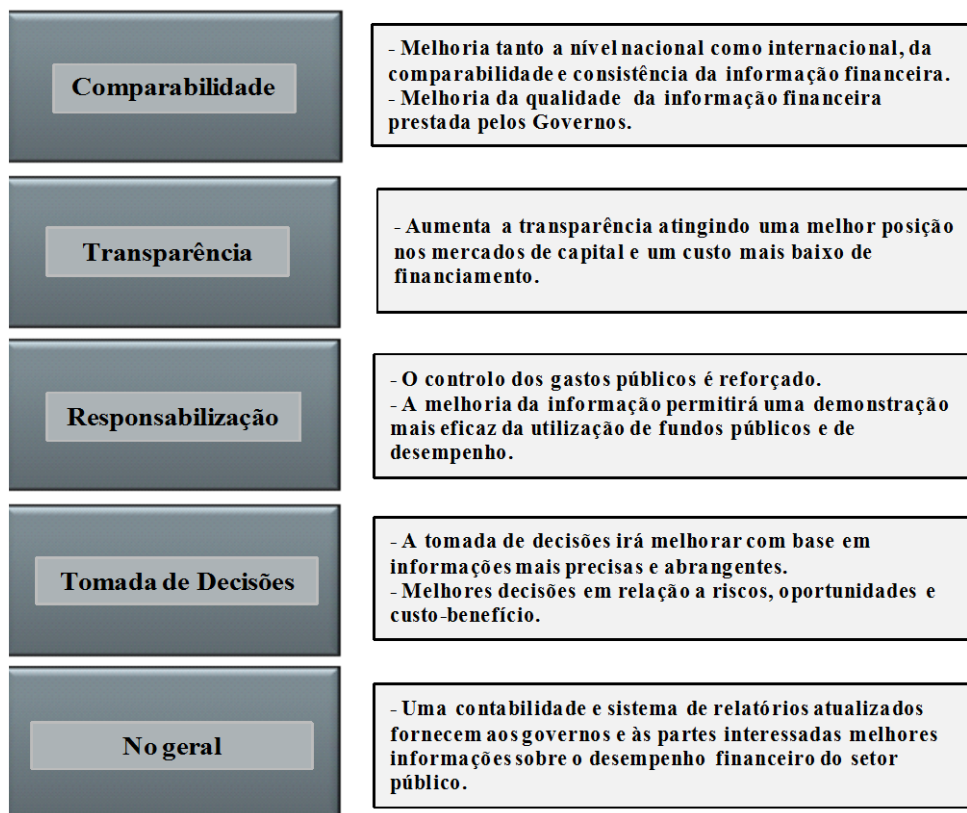 Comparabilidade
- Melhoria tanto a nível nacional como internacional, da
comparabilidade e consistência da informação financeira.
- Melhoria da qualidade da informação financeira
prestada pelos Governos.
Transparência
- Aumenta a transparência atingindo uma melhor posição
nos mercados de capital e um custo mais baixo de
financiamento.
Responsabilização
- O controlo dos gastos públicos é reforçado.
- A melhoria da informação permitirá uma demonstração
mais eficaz da utilização de fundos públicos e de
desempenho.
Tomada de Decisões
- A tomada de decisões irá melhorar com base em
informações mais precisas e abrangentes.
- Melhores decisões em relação a riscos, oportunidades e
custo-benefício.
No geral
- Uma contabilidade e sistema de relatórios atualizados
fornecem aos governos e às partes interessadas melhores
informações sobre o desempenho financeiro do setor
público.